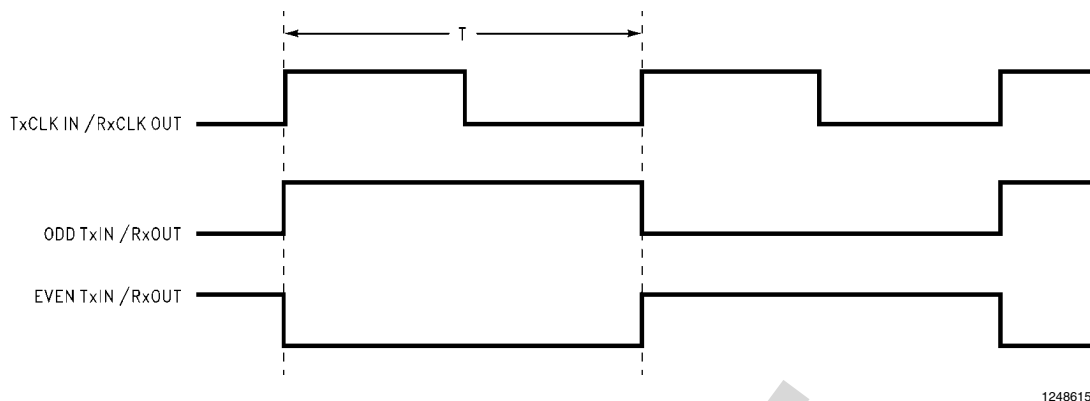 T
TxCLK IN /RxCLK OUT
ODD TxIN /RxOUT
EVEN TxIN /RxOUT
1248615